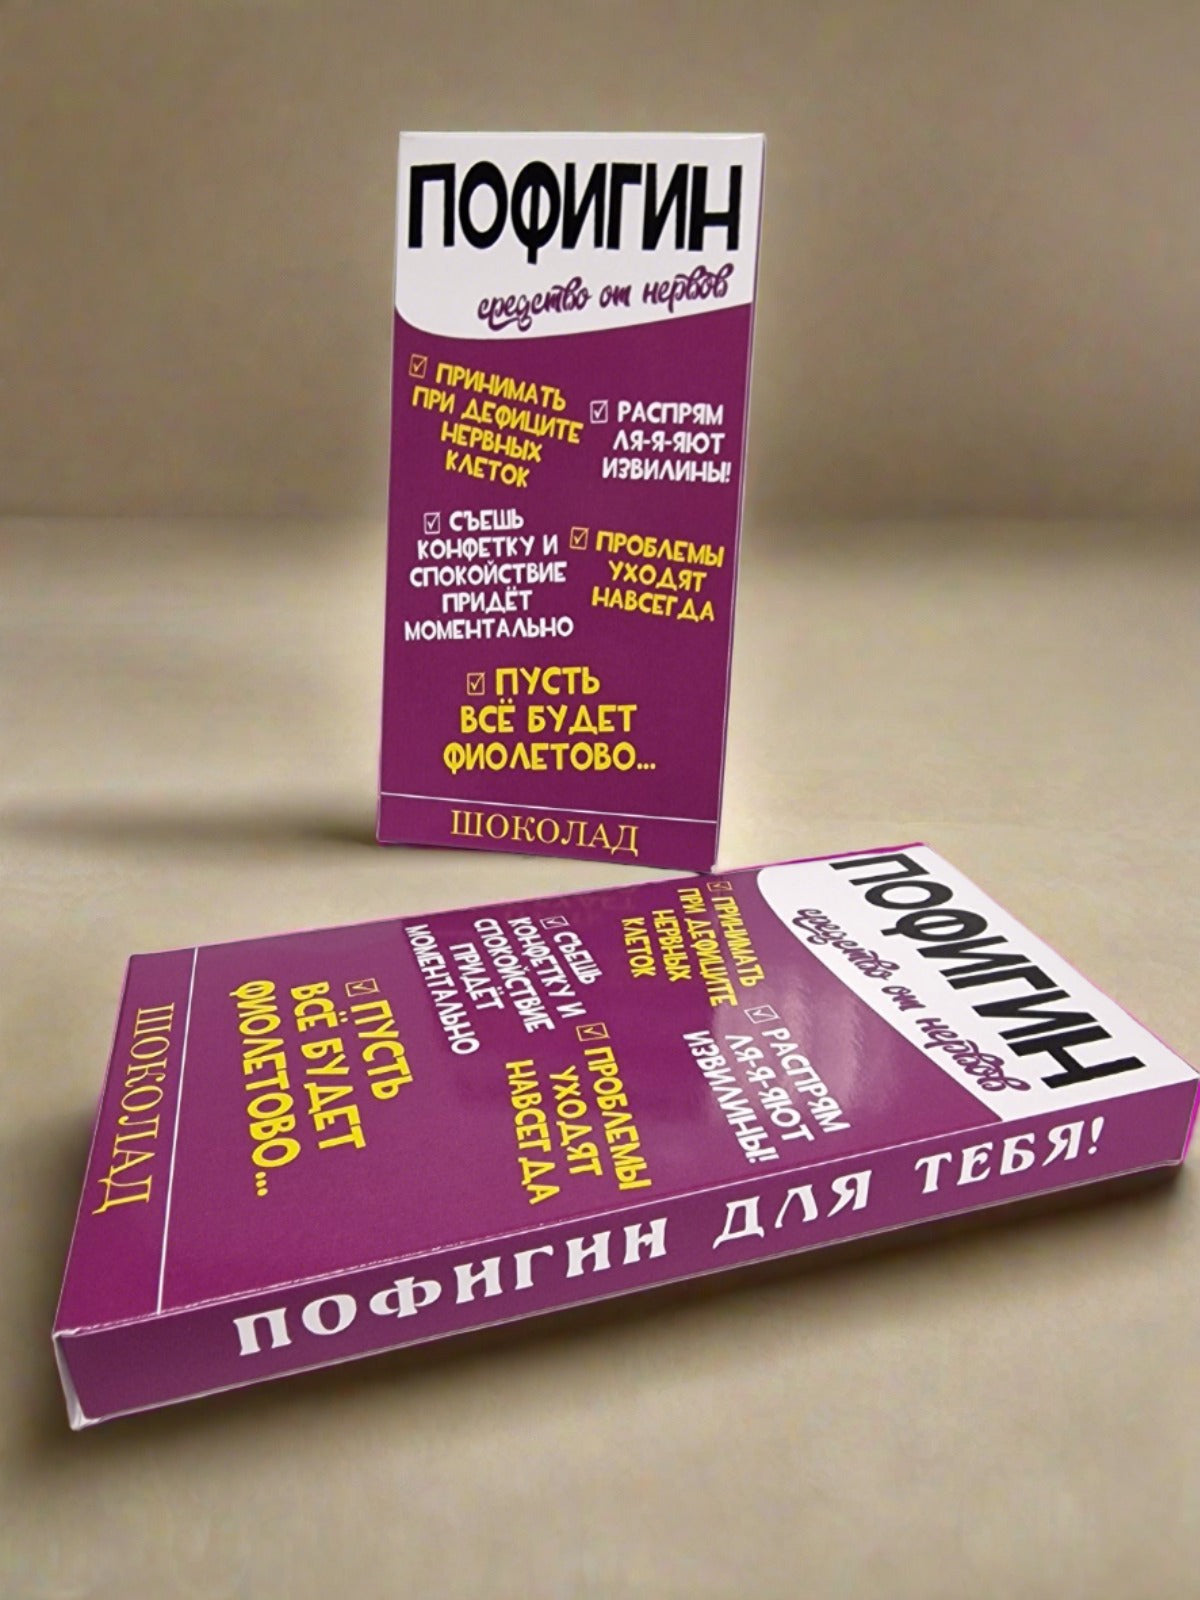 ПОФИГИН
средство от нервов
☑ ПРИНИМАТЬ
ПРИ ДЕФИЦИТЕ
НЕРВНЫХ
КЛЕТОК
☑ РАСПРЯМ
ЛЯ-Я-ЯЮТ
ИЗВИЛИНЫ!
☑ СЪЕШЬ
КОНФЕТКУ И
СПОКОЙСТВИЕ
ПРИДЁТ
МОМЕНТАЛЬНО
☑ ПРОБЛЕМЫ
УХОДЯТ
НАВСЕГДА
☑ ПУСТЬ
ВСЁ БУДЕТ
ФИОЛЕТОВО...
ШОКОЛАД
ПОФИГИН
средство от нервов
☑ ПРИНИМАТЬ
ПРИ ДЕФИЦИТЕ
НЕРВНЫХ
КЛЕТОК
☑ РАСПРЯМ
ЛЯ-Я-ЯЮТ
ИЗВИЛИНЫ!
☑ СЪЕШЬ
КОНФЕТКУ И
СПОКОЙСТВИЕ
ПРИДЁТ
МОМЕНТАЛЬНО
☑ ПРОБЛЕМЫ
УХОДЯТ
НАВСЕГДА
☑ ПУСТЬ
ВСЁ БУДЕТ
ФИОЛЕТОВО...
ШОКОЛАД
ПОФИГИН ДЛЯ ТЕБЯ!